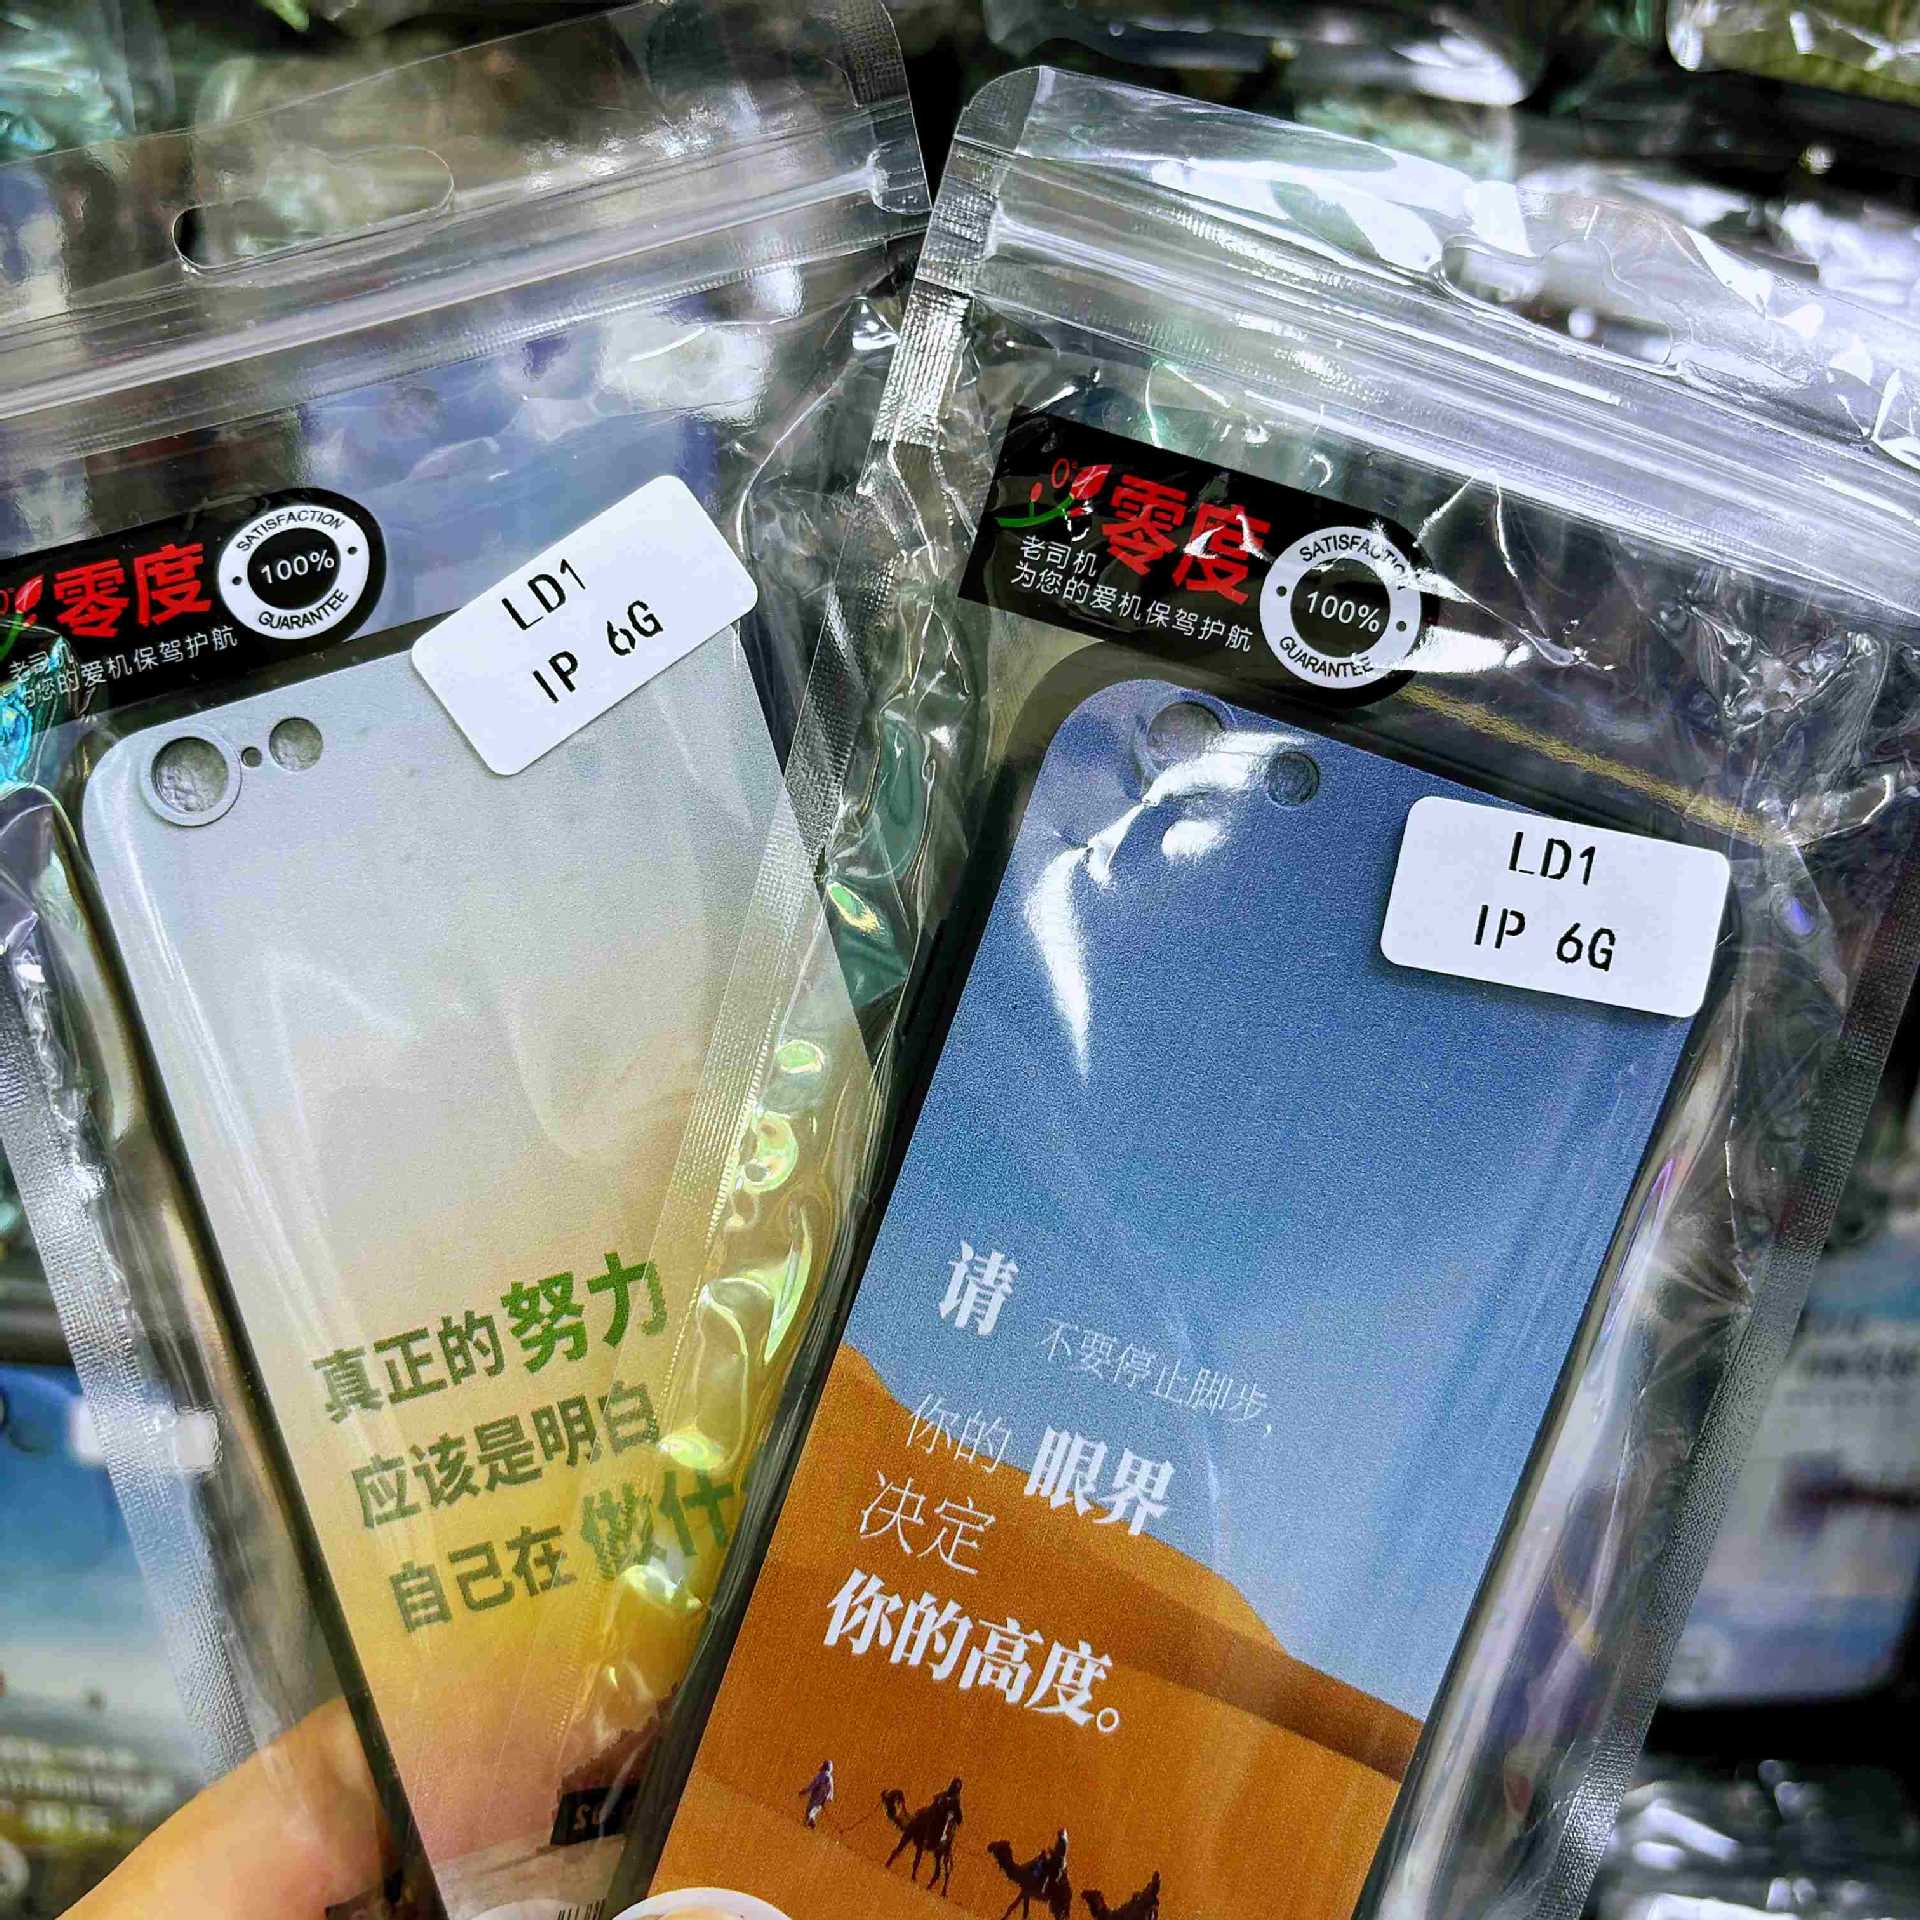 零度
老司机
为您的爱机保驾护航
SATISFACTION
100%
GUARANTEE
LD1
IP 6G
真正的努力
应该是明白
自己在做什
零度
老司机
为您的爱机保驾护航
SATISFACTION
100%
GUARANTEE
LD1
IP 6G
请
不要停止脚步,
你的眼界
决定
你的高度。